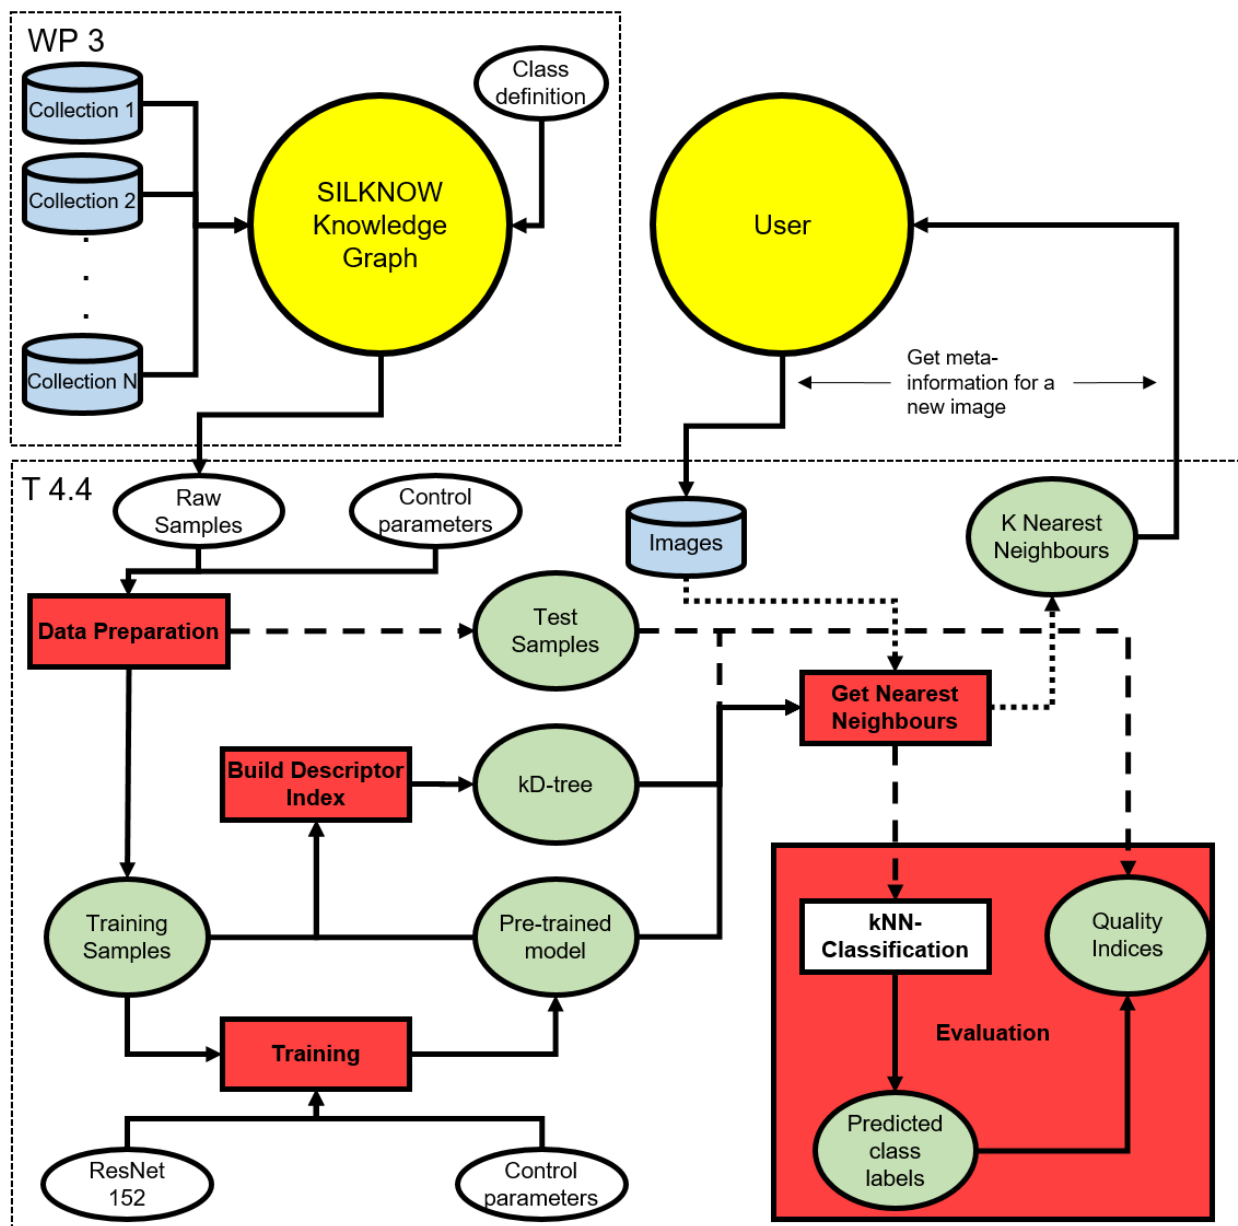 WP 3
Collection 1
Collection 2
Collection N
SILKNOW
Knowledge
Graph
Class
definition
User
Get meta-
information for a
new image
T 4.4
Raw
Samples
Control
parameters
Images
K Nearest
Neighbours
Data Preparation
Test
Samples
Get Nearest
Neighbours
Build Descriptor
Index
kD-tree
Training
Samples
Pre-trained
model
kNN-
Classification
Quality
Indices
Training
Evaluation
ResNet
152
Control
parameters
Predicted
class
labels